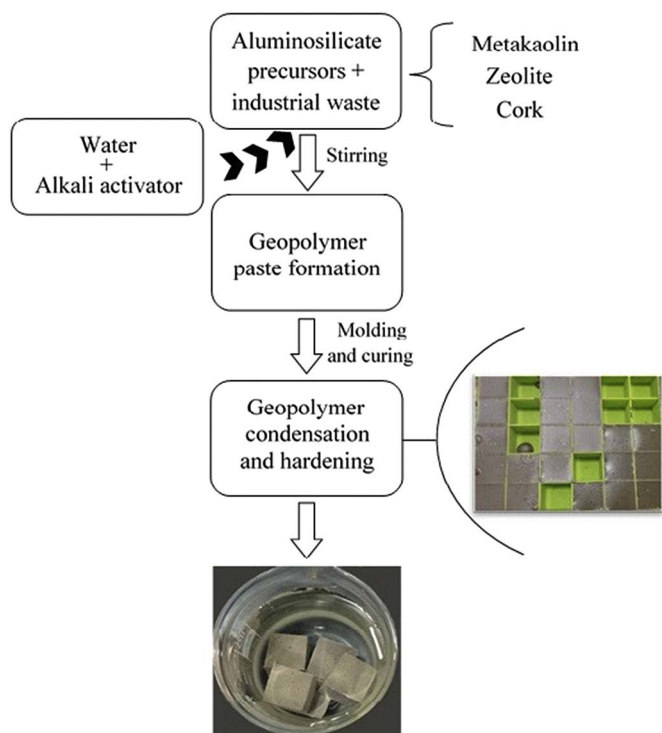 Aluminosilicate
precursors +
industrial waste
Metakaolin
Zeolite
Cork
Water
+
Alkali activator
Stirring
Geopolymer
paste formation
Molding
and curing
Geopolymer
condensation
and hardening